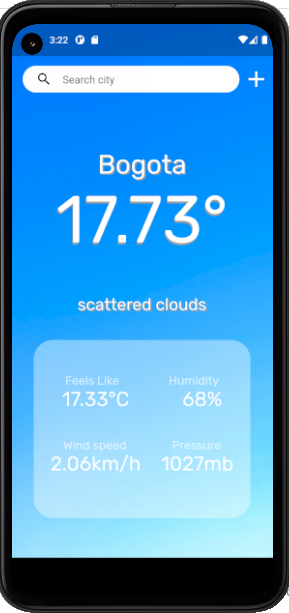 3:22
Search city
Bogota
17.73°
scattered clouds
Feels Like Humidity
17.33°C 68%
Wind speed Pressure
2.06km/h 1027mb